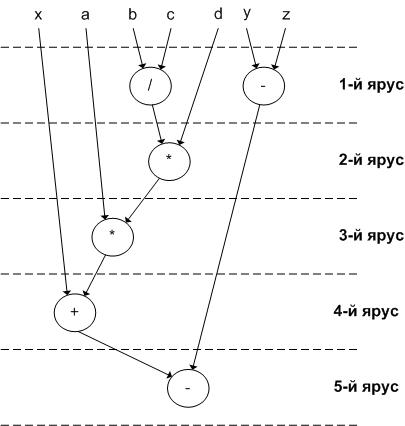 x a b c d y z
/ - 1-й ярус
* 2-й ярус
* 3-й ярус
+ 4-й ярус
- 5-й ярус